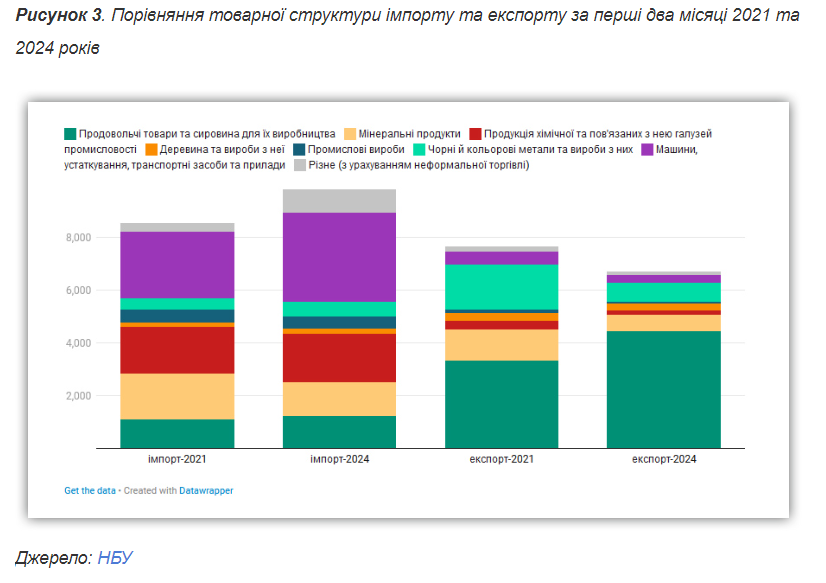 Рисунок 3. Порівняння товарної структури імпорту та експорту за перші два місяці 2021 та
2024 років
Продовольчі товари та сировина для їх виробництва Мінеральні продукти Продукція хімічної та пов'язаних з нею галузей
промисловості Деревина та вироби з неї Промислові вироби Чорні й кольорові метали та вироби з них Машини,
устаткування, транспортні засоби та прилади Різне (з урахуванням неформальної торгівлі)
8,000
6,000
4,000
2,000
імпорт-2021 імпорт-2024 експорт-2021 експорт-2024
Get the data • Created with Datawrapper
Джерело: НБУ